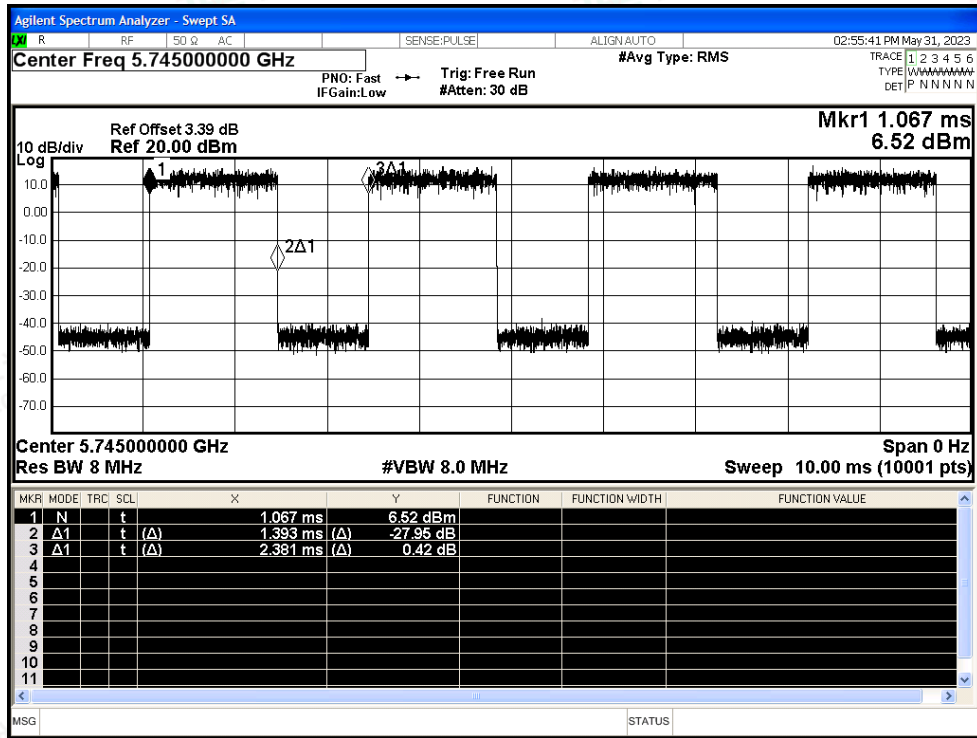 Agilent Spectrum Analyzer - Swept SA
LXI R RF 50 Ω AC SENSE:PULSE ALIGN AUTO 02:55:41 PM May 31, 2023
Center Freq 5.745000000 GHz #Avg Type: RMS TRACE 1 2 3 4 5 6
PNO: Fast Trig: Free Run TYPE WWWWWW
IFGain:Low #Atten: 30 dB DET P N N N N N
Mkr1 1.067 ms
6.52 dBm
Ref Offset 3.39 dB
10 dB/div Ref 20.00 dBm
Log
1 3Δ1
10.0
0.00
-10.0
2Δ1
-20.0
-30.0
-40.0
-50.0
-60.0
-70.0
Center 5.745000000 GHz Span 0 Hz
Res BW 8 MHz #VBW 8.0 MHz Sweep 10.00 ms (10001 pts)
MKR MODE TRC SCL X Y FUNCTION FUNCTION WIDTH FUNCTION VALUE
1 N t 1.067 ms 6.52 dBm
2 Δ1 t (Δ) 1.393 ms (Δ) -27.95 dB
3 Δ1 t (Δ) 2.381 ms (Δ) 0.42 dB
4
5
6
7
8
9
10
11
MSG STATUS